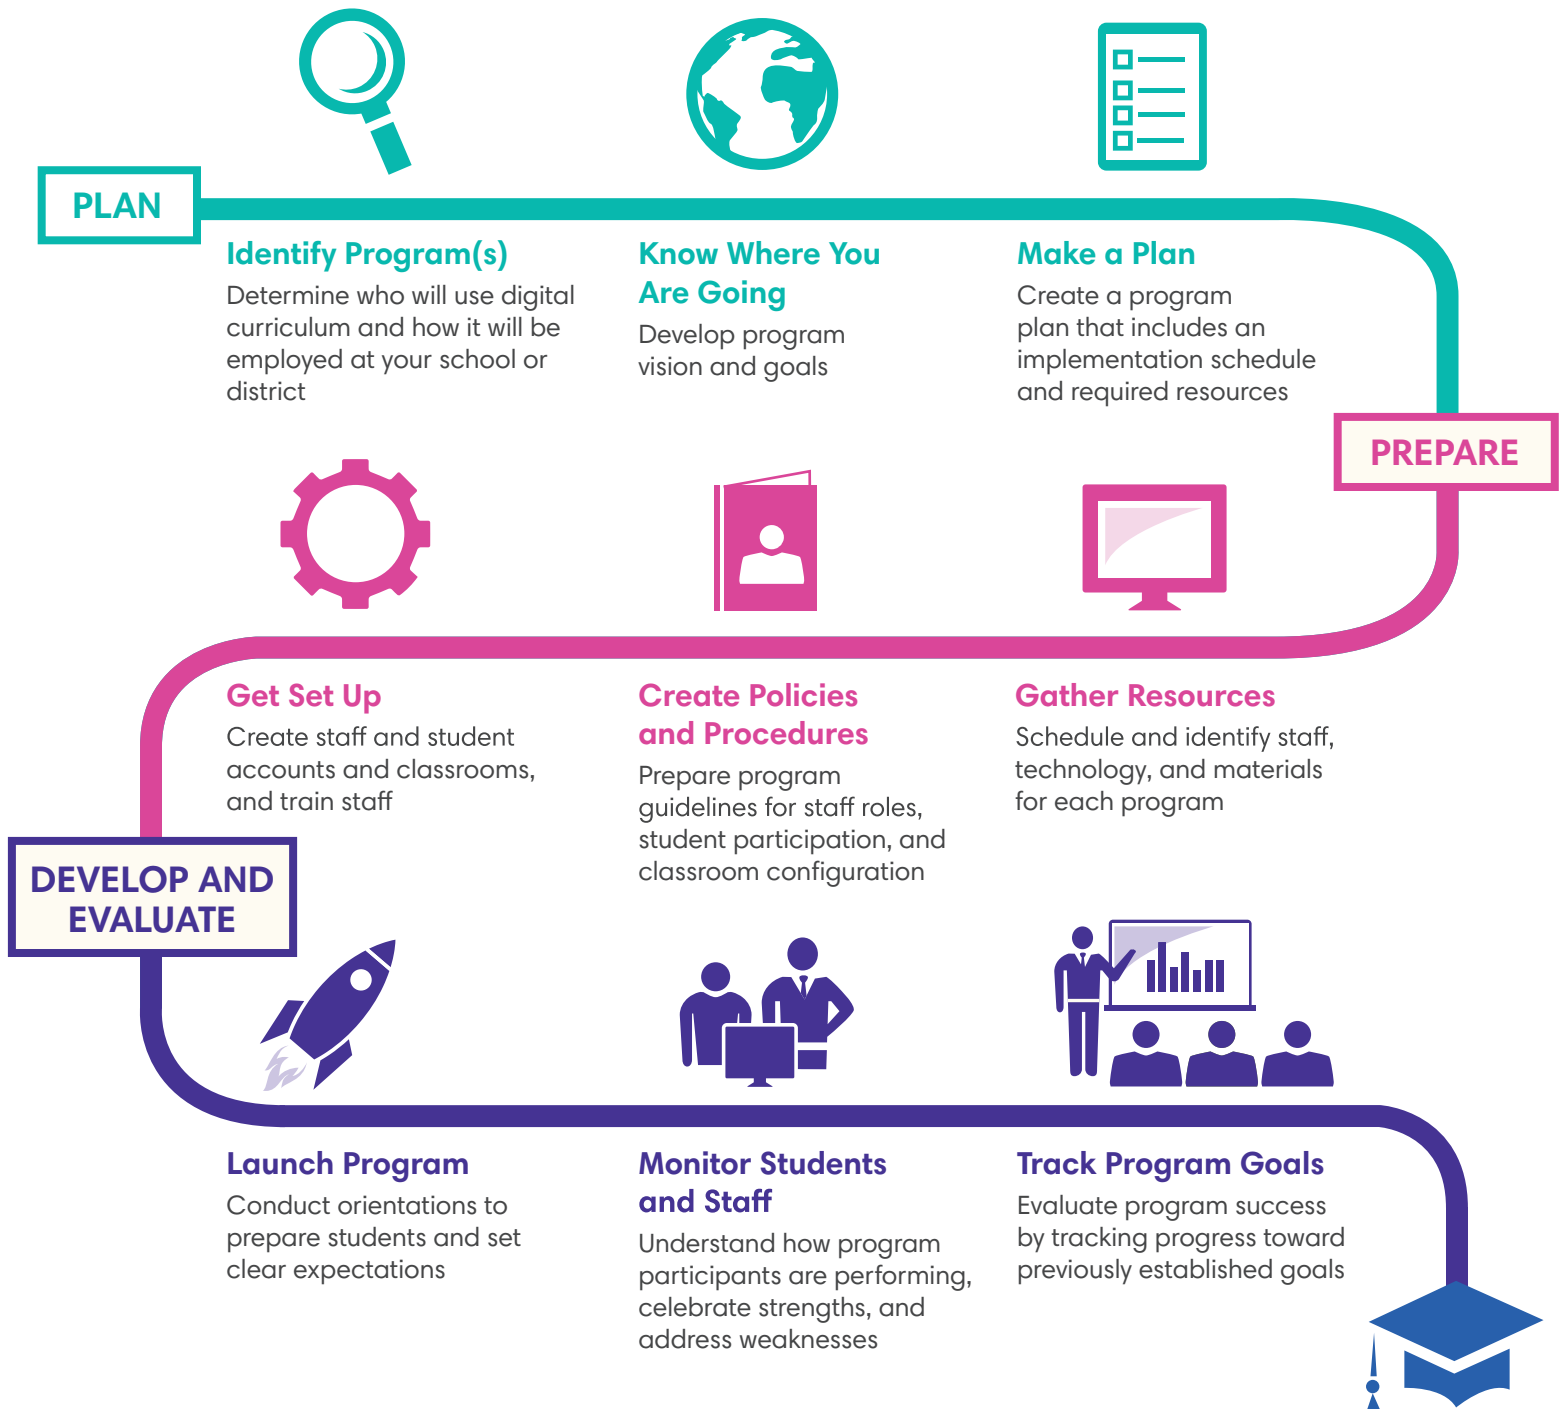 PLAN
Identify Program(s)
Determine who will use digital
curriculum and how it will be
employed at your school or
district
Know Where You
Are Going
Develop program
vision and goals
Make a Plan
Create a program
plan that includes an
implementation schedule
and required resources
PREPARE
Get Set Up
Create staff and student
accounts and classrooms,
and train staff
Create Policies
and Procedures
Prepare program
guidelines for staff roles,
student participation, and
classroom configuration
Gather Resources
Schedule and identify staff,
technology, and materials
for each program
DEVELOP AND
EVALUATE
Launch Program
Conduct orientations to
prepare students and set
clear expectations
Monitor Students
and Staff
Understand how program
participants are performing,
celebrate strengths, and
address weaknesses
Track Program Goals
Evaluate program success
by tracking progress toward
previously established goals